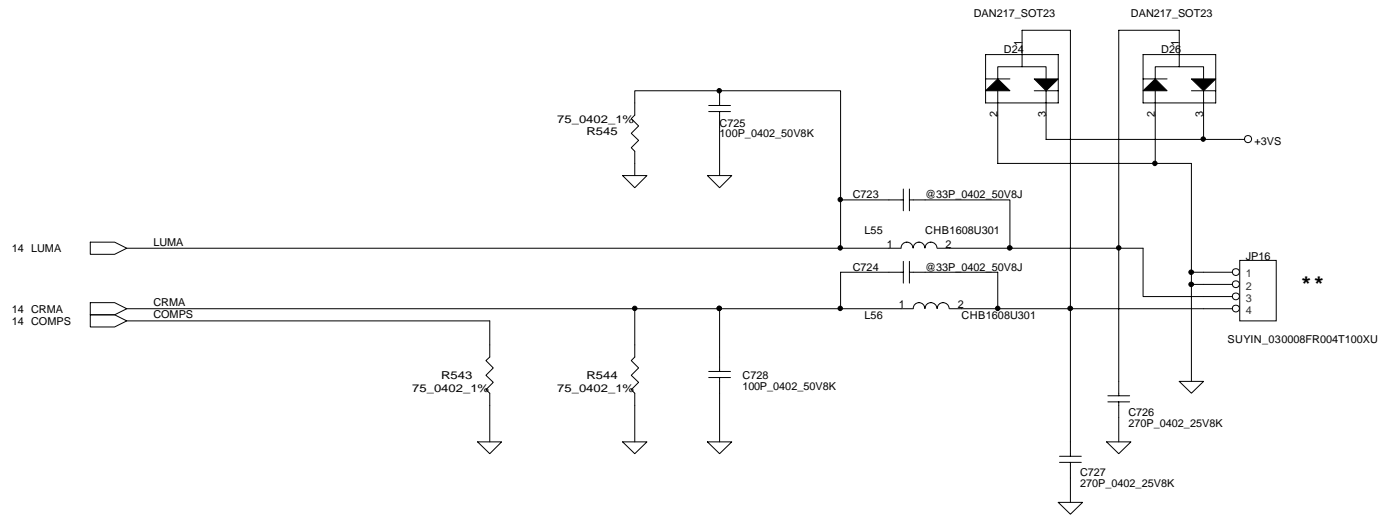 DAN217_SOT23
DAN217_SOT23
1
D24
1
D26
2
3
2
3
+3VS
75_0402_1%
R545
C725
100P_0402_50V8K
C723
@33P_0402_50V8J
L55
1
2
CHB1608U301
14 LUMA
LUMA
C724
@33P_0402_50V8J
JP16
1
2
3
4
**
14 CRMA
CRMA
14 COMPS
COMPS
L56
1
2
CHB1608U301
SUYIN_030008FR004T100XU
R543
75_0402_1%
R544
75_0402_1%
C728
100P_0402_50V8K
C726
270P_0402_25V8K
C727
270P_0402_25V8K